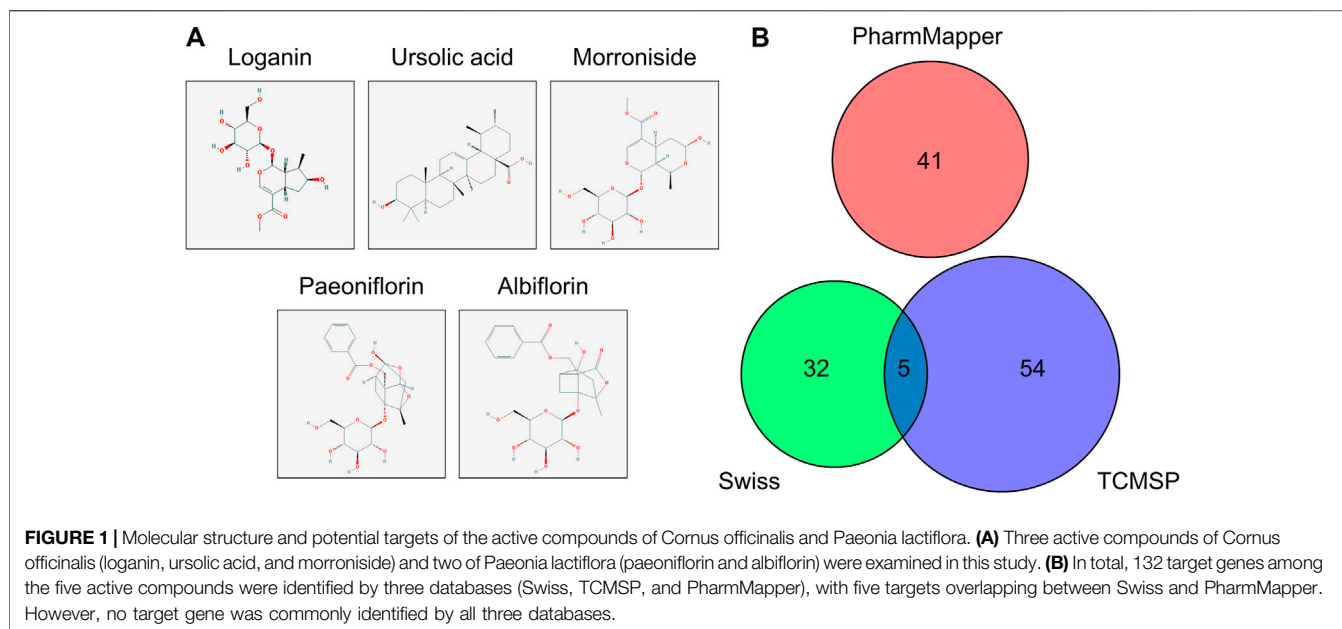 A
Loganin
Ursolic acid
Morroniside
Paeoniflorin
Albiflorin
B
PharmMapper
41
32
5
54
Swiss
TCMSP
FIGURE 1 | Molecular structure and potential targets of the active compounds of Cornus officinalis and Paeonia lactiflora. (A) Three active compounds of Cornus
officinalis (loganin, ursolic acid, and morroniside) and two of Paeonia lactiflora (paeoniflorin and albiflorin) were examined in this study. (B) In total, 132 target genes among
the five active compounds were identified by three databases (Swiss, TCMSP, and PharmMapper), with five targets overlapping between Swiss and PharmMapper.
However, no target gene was commonly identified by all three databases.